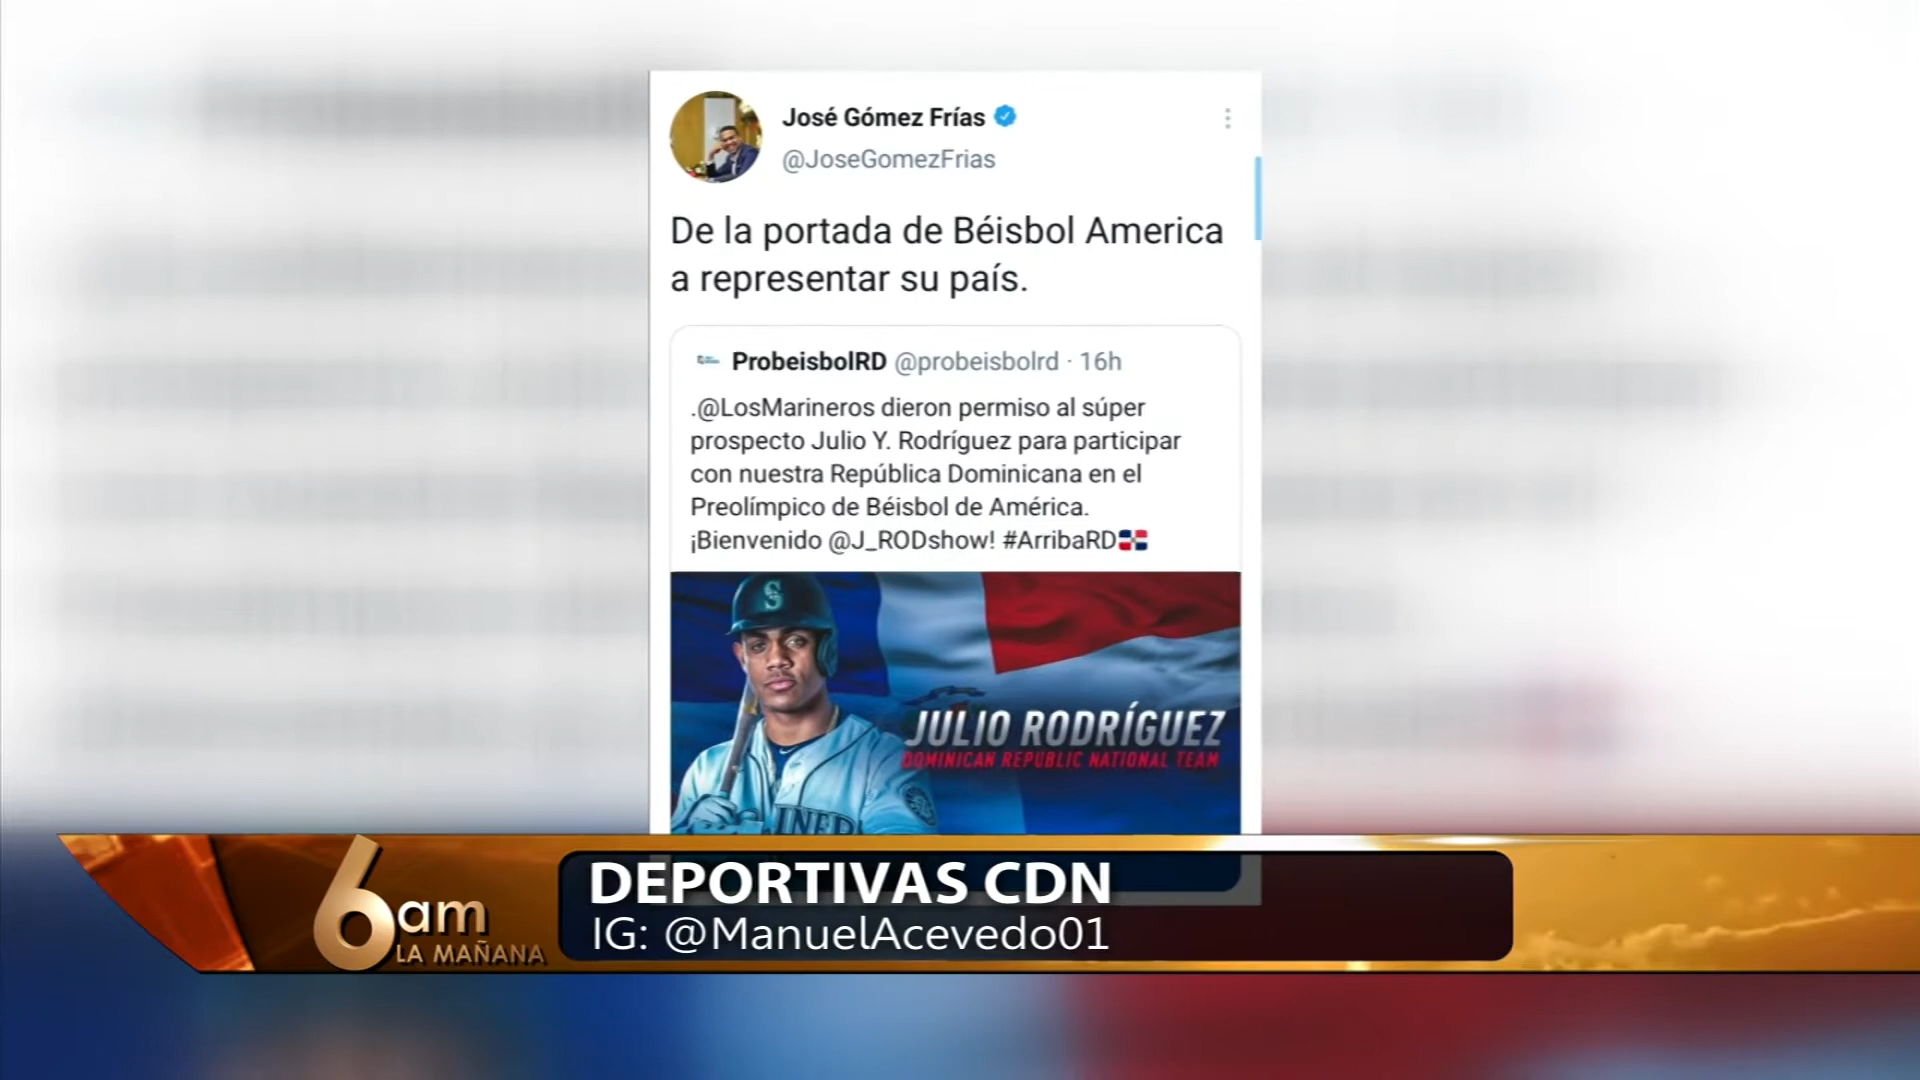 José Gómez Frías
@JoseGomezFrias
De la portada de Béisbol America
a representar su país.
ProbeisbolRD @probeisbolrd · 16h
.@LosMarineros dieron permiso al súper
prospecto Julio Y. Rodríguez para participar
con nuestra República Dominicana en el
Preolímpico de Béisbol de América.
¡Bienvenido @J_RODshow! #ArribaRD🇩🇴
S
JULIO RODRÍGUEZ
DOMINICAN REPUBLIC NATIONAL TEAM
6am
LA MAÑANA
DEPORTIVAS CDN
IG: @ManuelAcevedo01